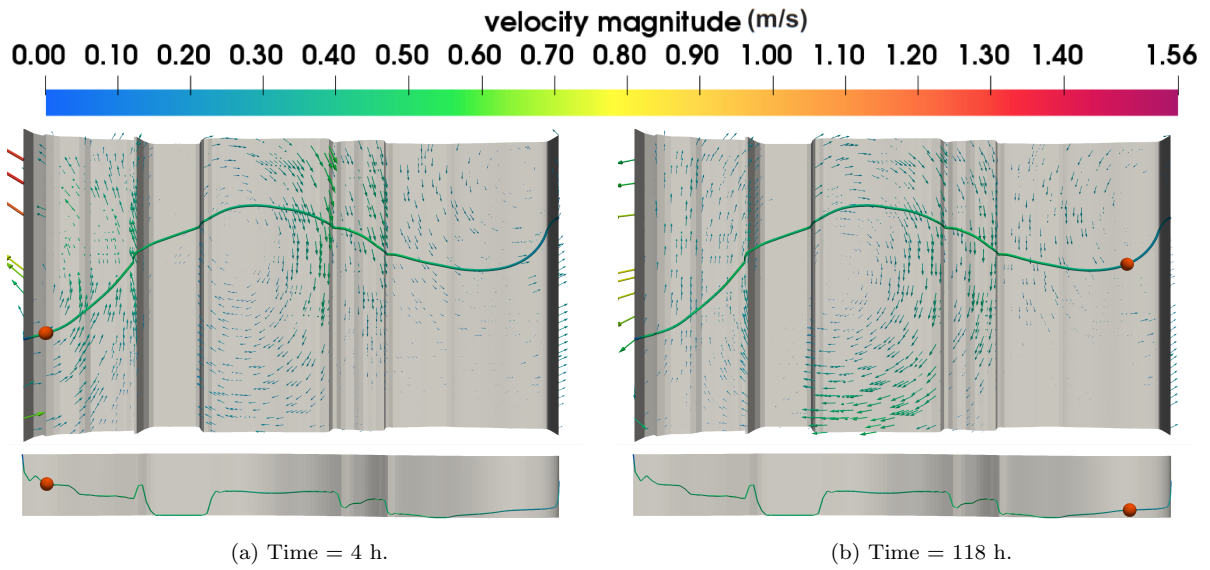 velocity magnitude (m/s)
0.00 0.10 0.20 0.30 0.40 0.50 0.60 0.70 0.80 0.90 1.00 1.10 1.20 1.30 1.40 1.56
(a) Time = 4 h.
(b) Time = 118 h.